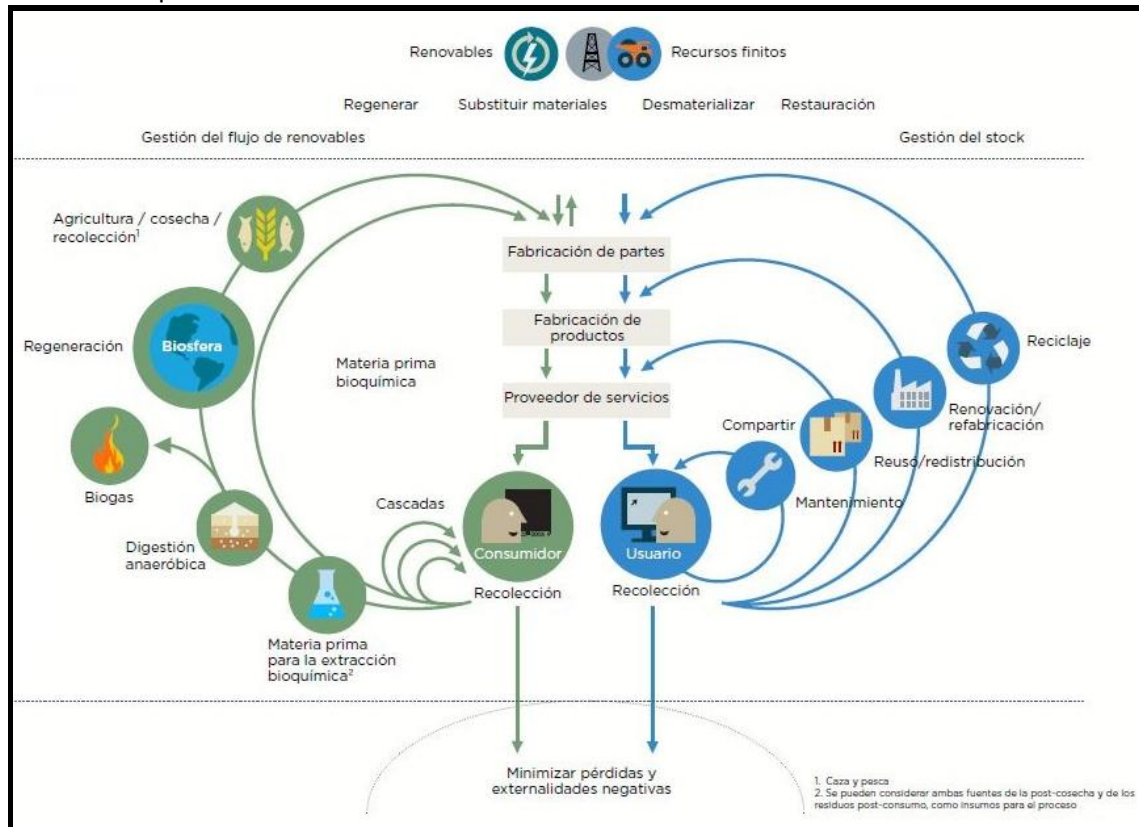 Renovables
Recursos finitos
Regenerar
Substituir materiales
Desmaterializar
Restauración
Gestión del flujo de renovables
Gestión del stock
Agricultura / cosecha /
recolección1
Regeneración
Biosfera
Biogas
Digestión
anaeróbica
Materia prima
para la extracción
bioquímica2
Materia prima
bioquímica
Cascadas
Fabricación de partes
Fabricación de
productos
Proveedor de servicios
Consumidor
Recolección
Usuario
Recolección
Compartir
Mantenimiento
Reuso/redistribución
Renovación/
refabricación
Reciclaje
Minimizar pérdidas y
externalidades negativas
1. Caza y pesca
2. Se pueden considerar ambas fuentes de la post-cosecha y de los
residuos post-consumo, como insumos para el proceso